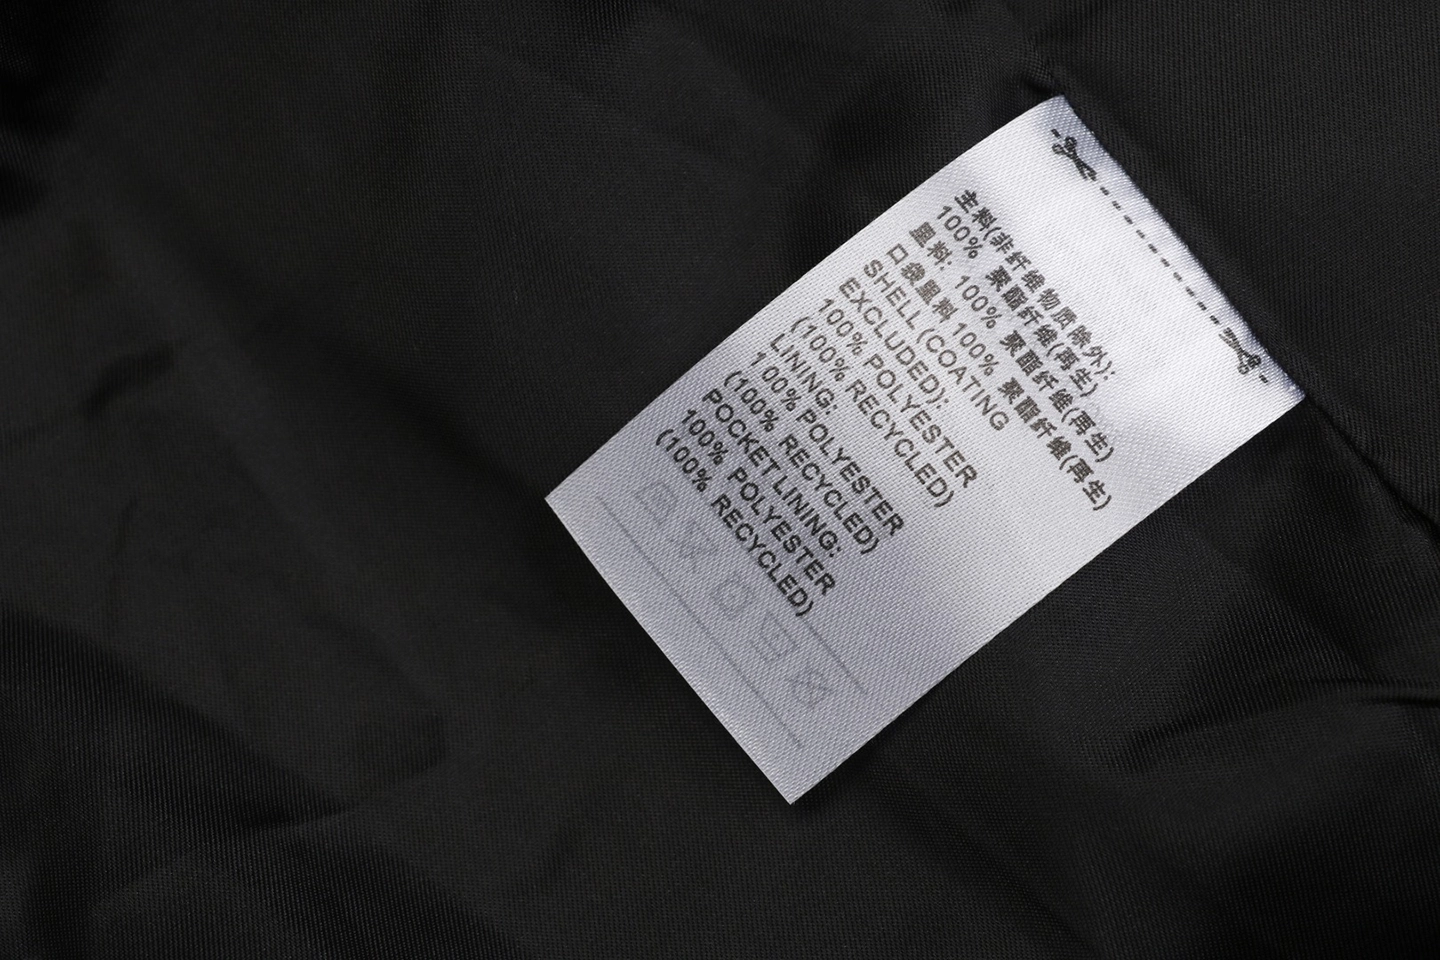 主料(非纤维物质除外):
100% 聚酯纤维(再生)
里料: 100% 聚酯纤维(再生)
口袋里料 100% 聚酯纤维(再生)
SHELL (COATING
EXCLUDED):
100% POLYESTER
(100% RECYCLED)
LINING:
100% POLYESTER
(100% RECYCLED)
POCKET LINING:
100% POLYESTER
(100% RECYCLED)